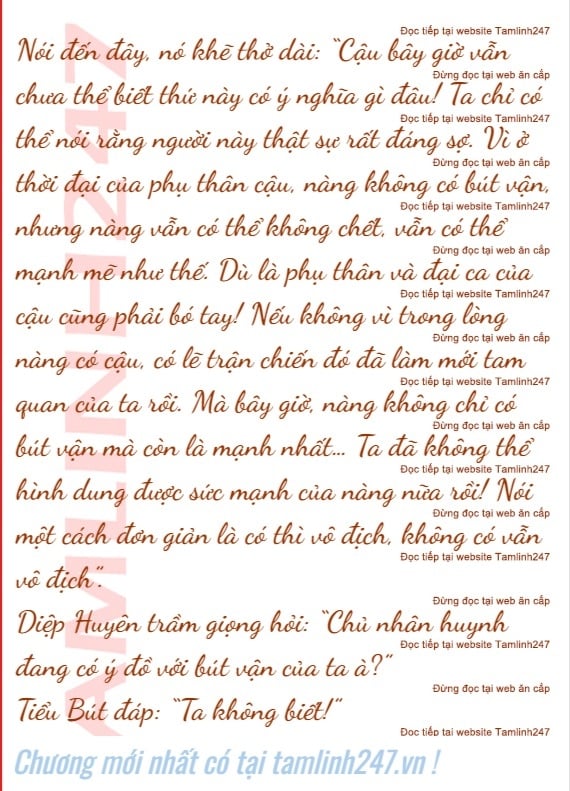 Đọc tiếp tại website Tamlinh247
Nói đến đây, nó khẽ thở dài: “Cậu bây giờ vẫn
Đừng đọc tại web ăn cắp
chưa thể biết thứ này có ý nghĩa gì đâu! Ta chỉ có
Đọc tiếp tại website Tamlinh247
thể nói rằng người này thật sự rất đáng sợ. Vì ở
Đừng đọc tại web ăn cắp
thời đại của phụ thân cậu, nàng không có bút vận,
Đọc tiếp tại website Tamlinh247
nhưng nàng vẫn có thể không chết, vẫn có thể
Đừng đọc tại web ăn cắp
mạnh mẽ như thế. Dù là phụ thân và đại ca của
Đọc tiếp tại website Tamlinh247
cậu cũng phải bó tay! Nếu không vì trong lòng
Đừng đọc tại web ăn cắp
nàng có cậu, có lẽ trận chiến đó đã làm mới tam
Đọc tiếp tại website Tamlinh247
quan của ta rồi. Mà bây giờ, nàng không chỉ có
Đừng đọc tại web ăn cắp
bút vận mà còn là mạnh nhất... Ta đã không thể
Đọc tiếp tại website Tamlinh247
hình dung được sức mạnh của nàng nữa rồi! Nói
Đừng đọc tại web ăn cắp
một cách đơn giản là có thì vô địch, không có vẫn
Đọc tiếp tại website Tamlinh247
vô địch”.
Đừng đọc tại web ăn cắp
Diệp Huyên trầm giọng hỏi: “Chủ nhân huynh
Đọc tiếp tại website Tamlinh247
đang có ý đồ với bút vận của ta à?”
Đừng đọc tại web ăn cắp
Tiểu Bút đáp: “Ta không biết!”
Đọc tiếp tại website Tamlinh247
Chương mới nhất có tại tamlinh247.vn !
AMLINH247